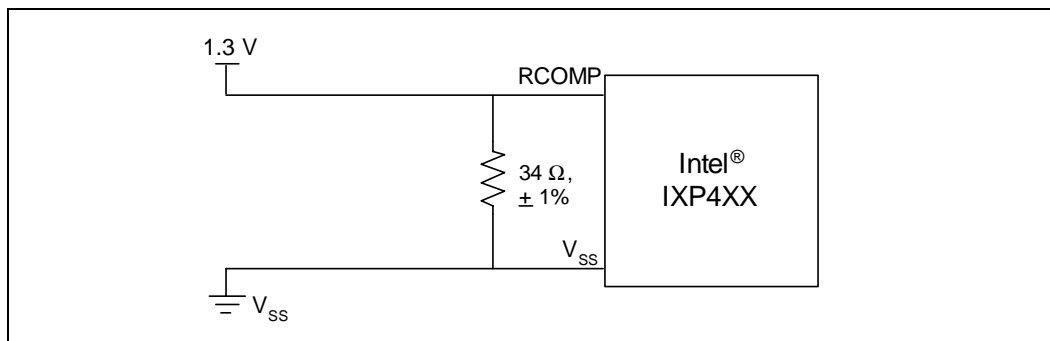 1.3 V
RCOMP
34 Ω,
± 1%
Intel®
IXP4XX
VSS
VSS